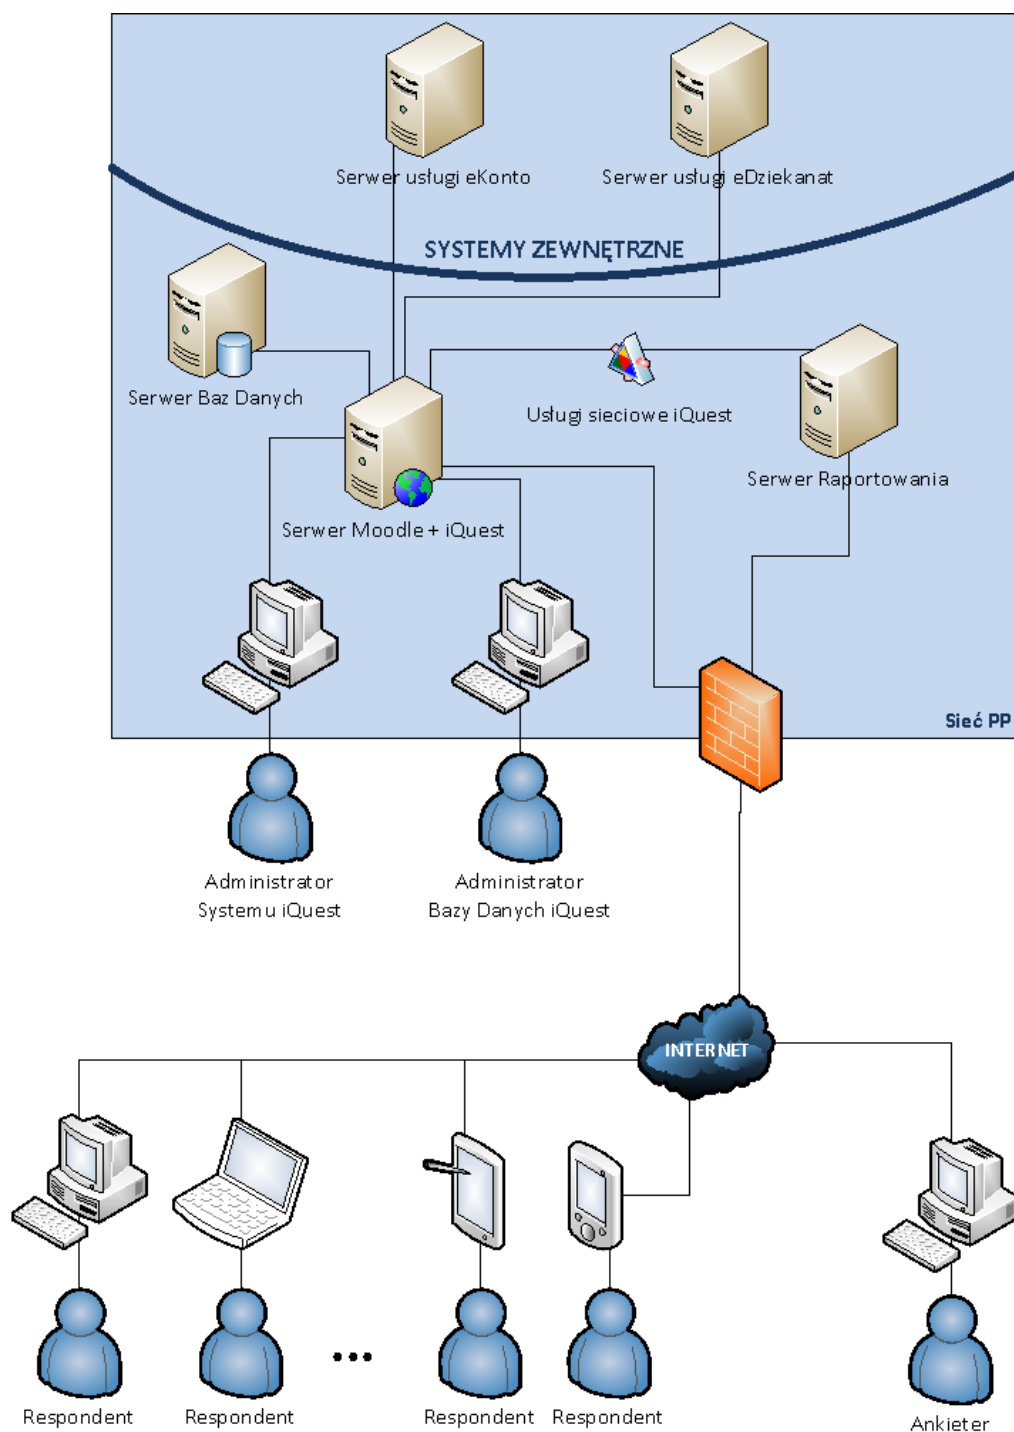 Serwer usługi eKonto
Serwer usługi eDziekanat
SYSTEMY ZEWNĘTRZNE
Serwer Baz Danych
Usługi sieciowe iQuest
Serwer Raportowania
Serwer Moodle + iQuest
Sieć PP
Administrator
Systemu iQuest
Administrator
Bazy Danych iQuest
INTERNET
Respondent
Respondent
...
Respondent
Respondent
Ankieter